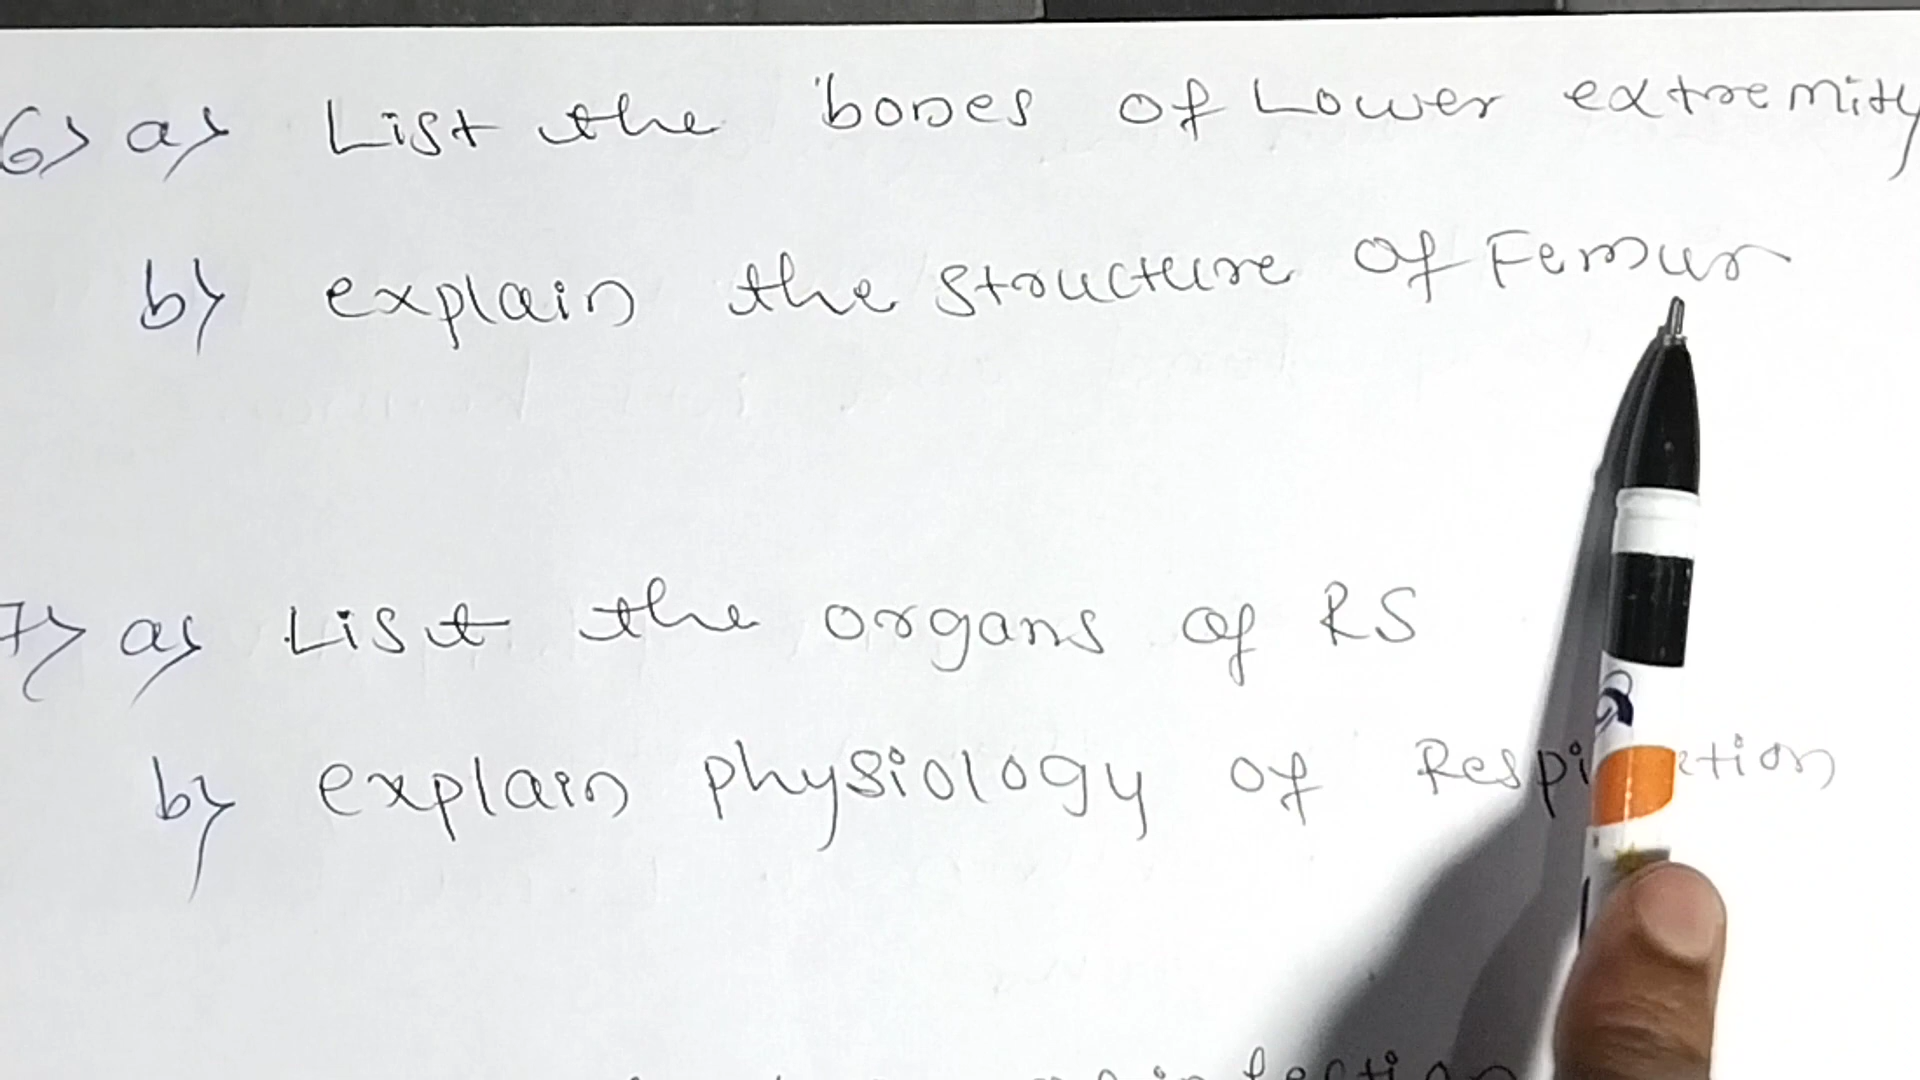 6) a) List the bones of Lower extremity
b) explain the structure of Femur
7) a) List the organs of RS
b) explain physiology of
infection